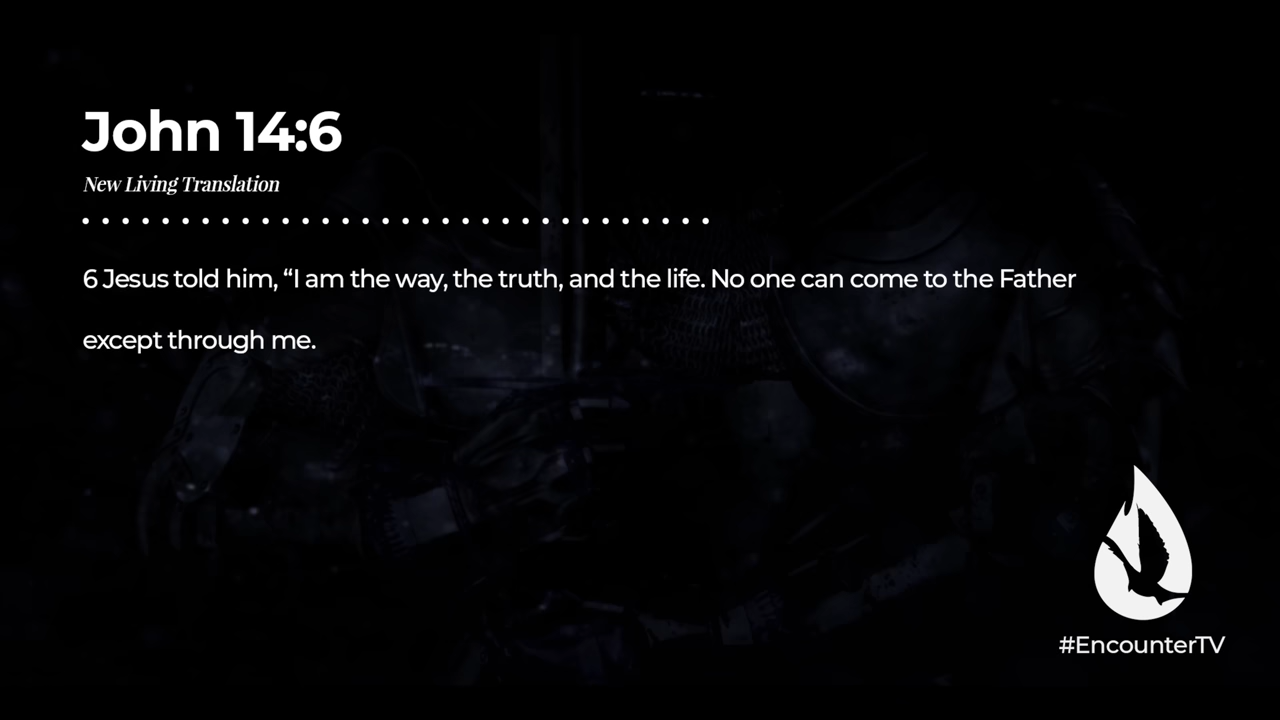 John 14:6
New Living Translation
6 Jesus told him, “I am the way, the truth, and the life. No one can come to the Father
except through me.
#EncounterTV